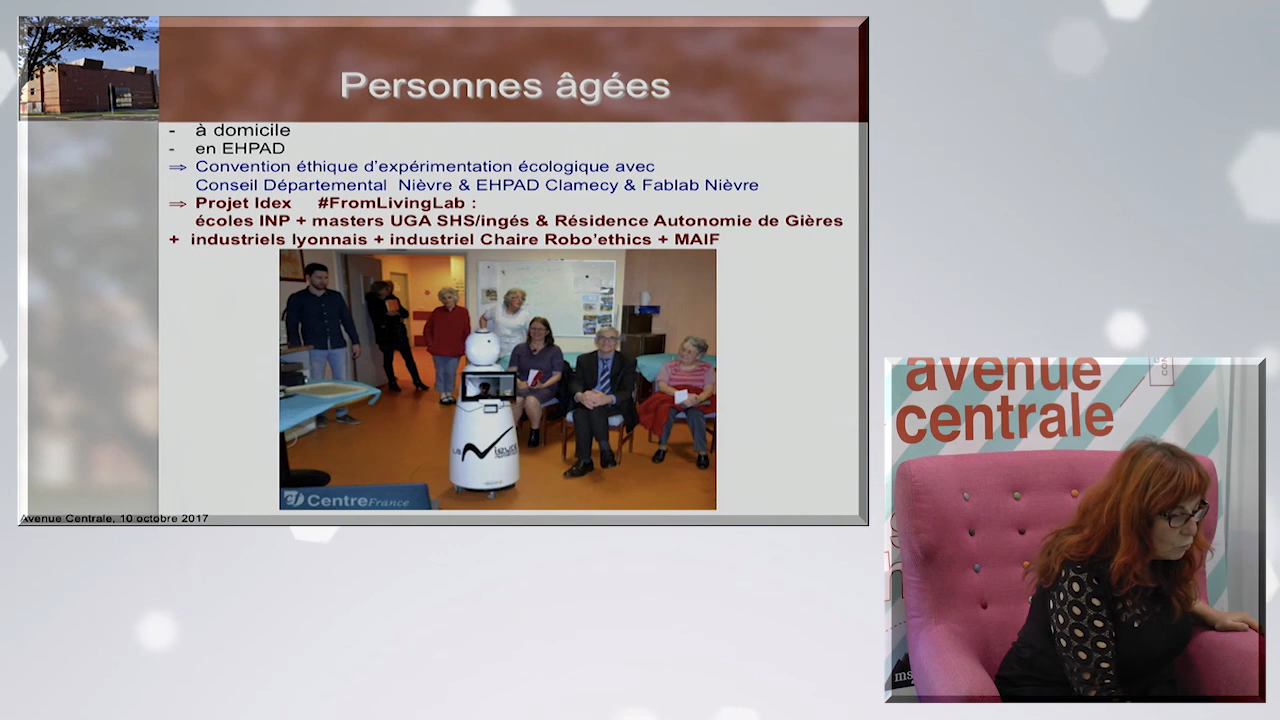 Personnes âgées
- à domicile
- en EHPAD
⇒ Convention éthique d'expérimentation écologique avec
Conseil Départemental Nièvre & EHPAD Clamecy & Fablab Nièvre
⇒ Projet Idex #FromLivingLab :
écoles INP + masters UGA SHS/ingés & Résidence Autonomie de Gières
+ industriels lyonnais + industriel Chaire Robo'ethics + MAIF
LA Nièvre
CentreFrance
Avenue Centrale, 10 octobre 2017
avenue
centrale